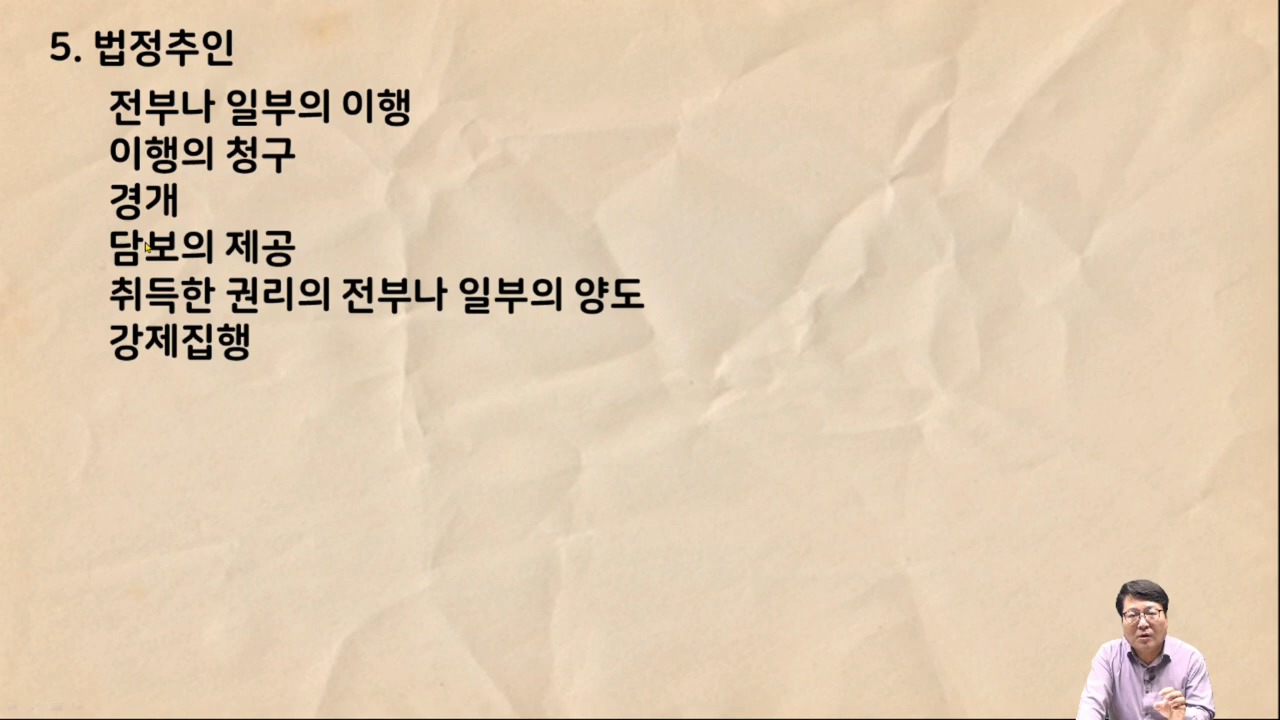 5. 법정추인
전부나 일부의 이행
이행의 청구
경개
담보의 제공
취득한 권리의 전부나 일부의 양도
강제집행